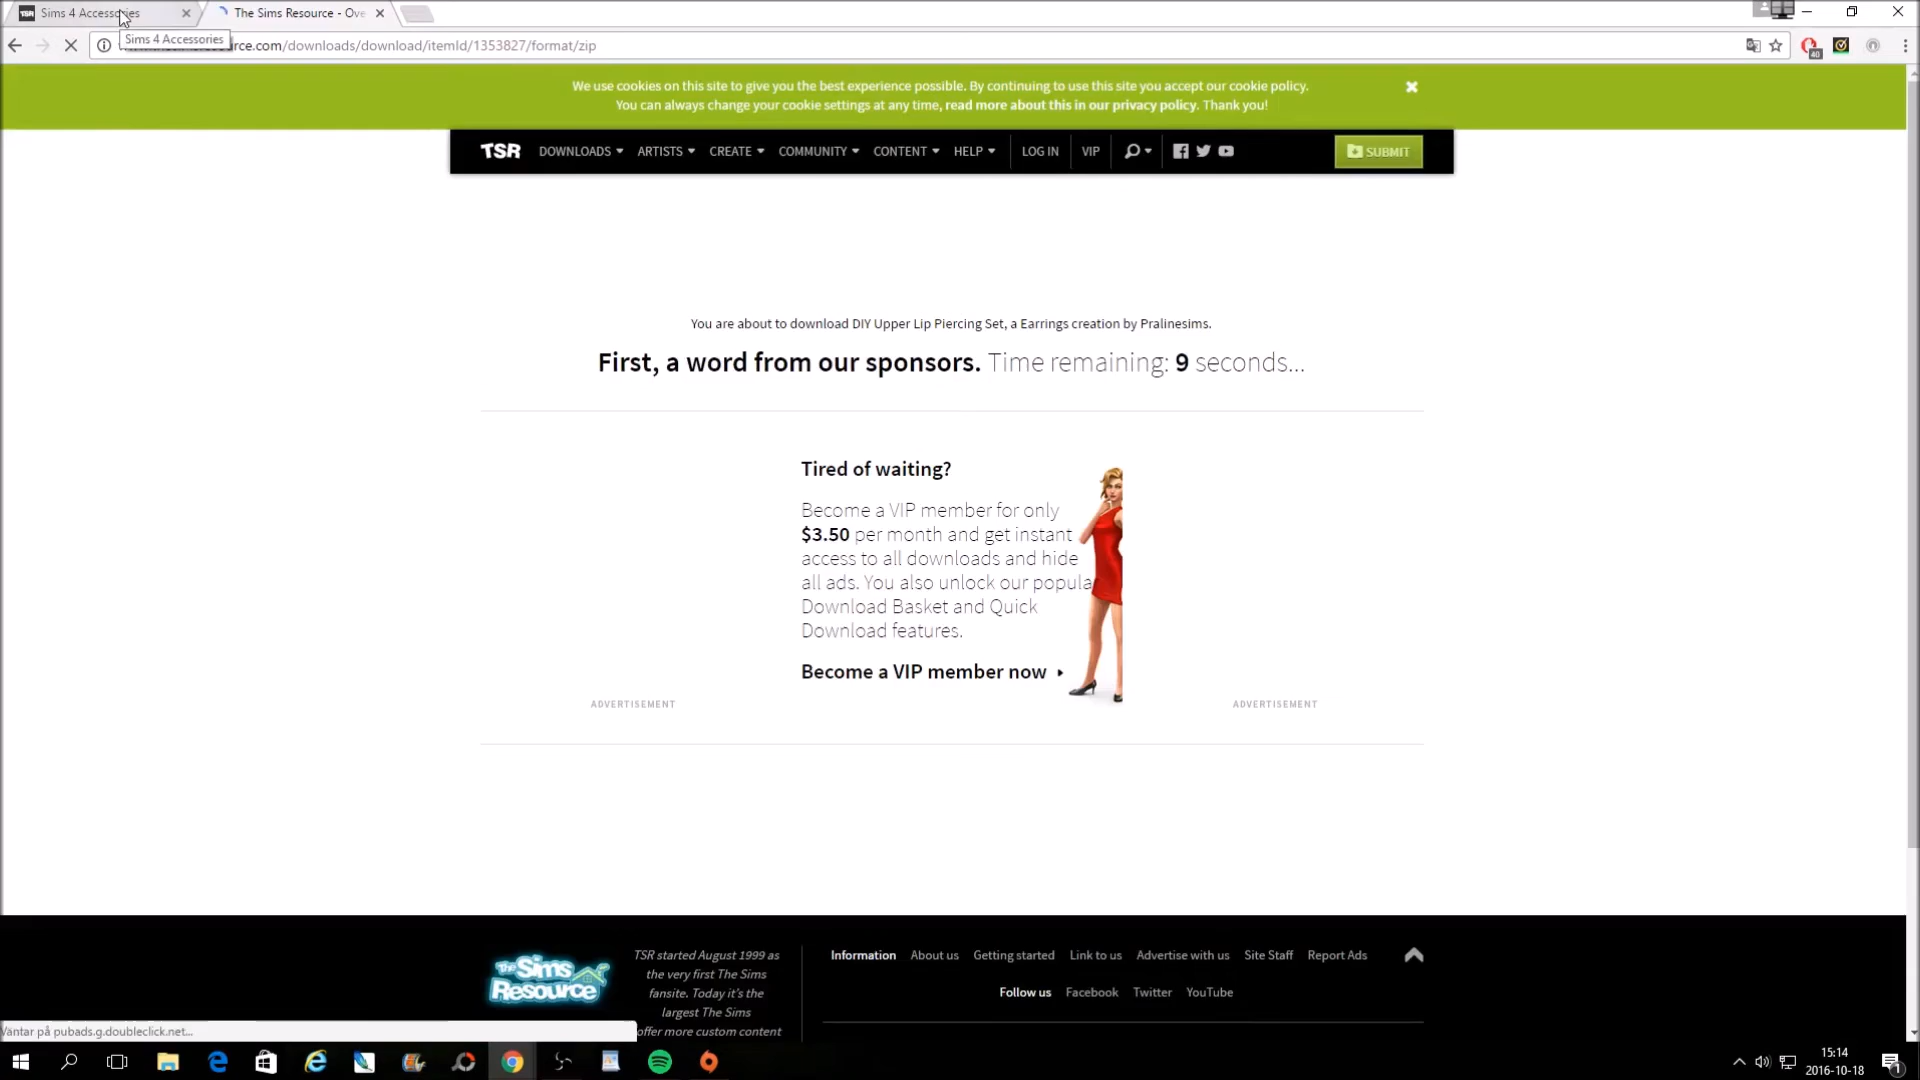 TSR Sims 4 Accessories
The Sims Resource - Ove
Sims 4 Accessories
urce.com/downloads/download/itemId/1353827/format/zip
40
We use cookies on this site to give you the best experience possible. By continuing to use this site you accept our cookie policy.
You can always change your cookie settings at any time, read more about this in our privacy policy. Thank you!
TSR DOWNLOADS ARTISTS CREATE COMMUNITY CONTENT HELP LOG IN VIP SUBMIT
You are about to download DIY Upper Lip Piercing Set, a Earrings creation by Pralinesims.
First, a word from our sponsors. Time remaining: 9 seconds...
Tired of waiting?
Become a VIP member for only
$3.50 per month and get instant
access to all downloads and hide
all ads. You also unlock our popula
Download Basket and Quick
Download features.
Become a VIP member now
ADVERTISEMENT
ADVERTISEMENT
The Sims
Resource
TSR started August 1999 as
the very first The Sims
fansite. Today it's the
largest The Sims
offer more custom content
Information About us Getting started Link to us Advertise with us Site Staff Report Ads
Follow us Facebook Twitter YouTube
Väntar på pubads.g.doubleclick.net...
15:14
2016-10-18
1